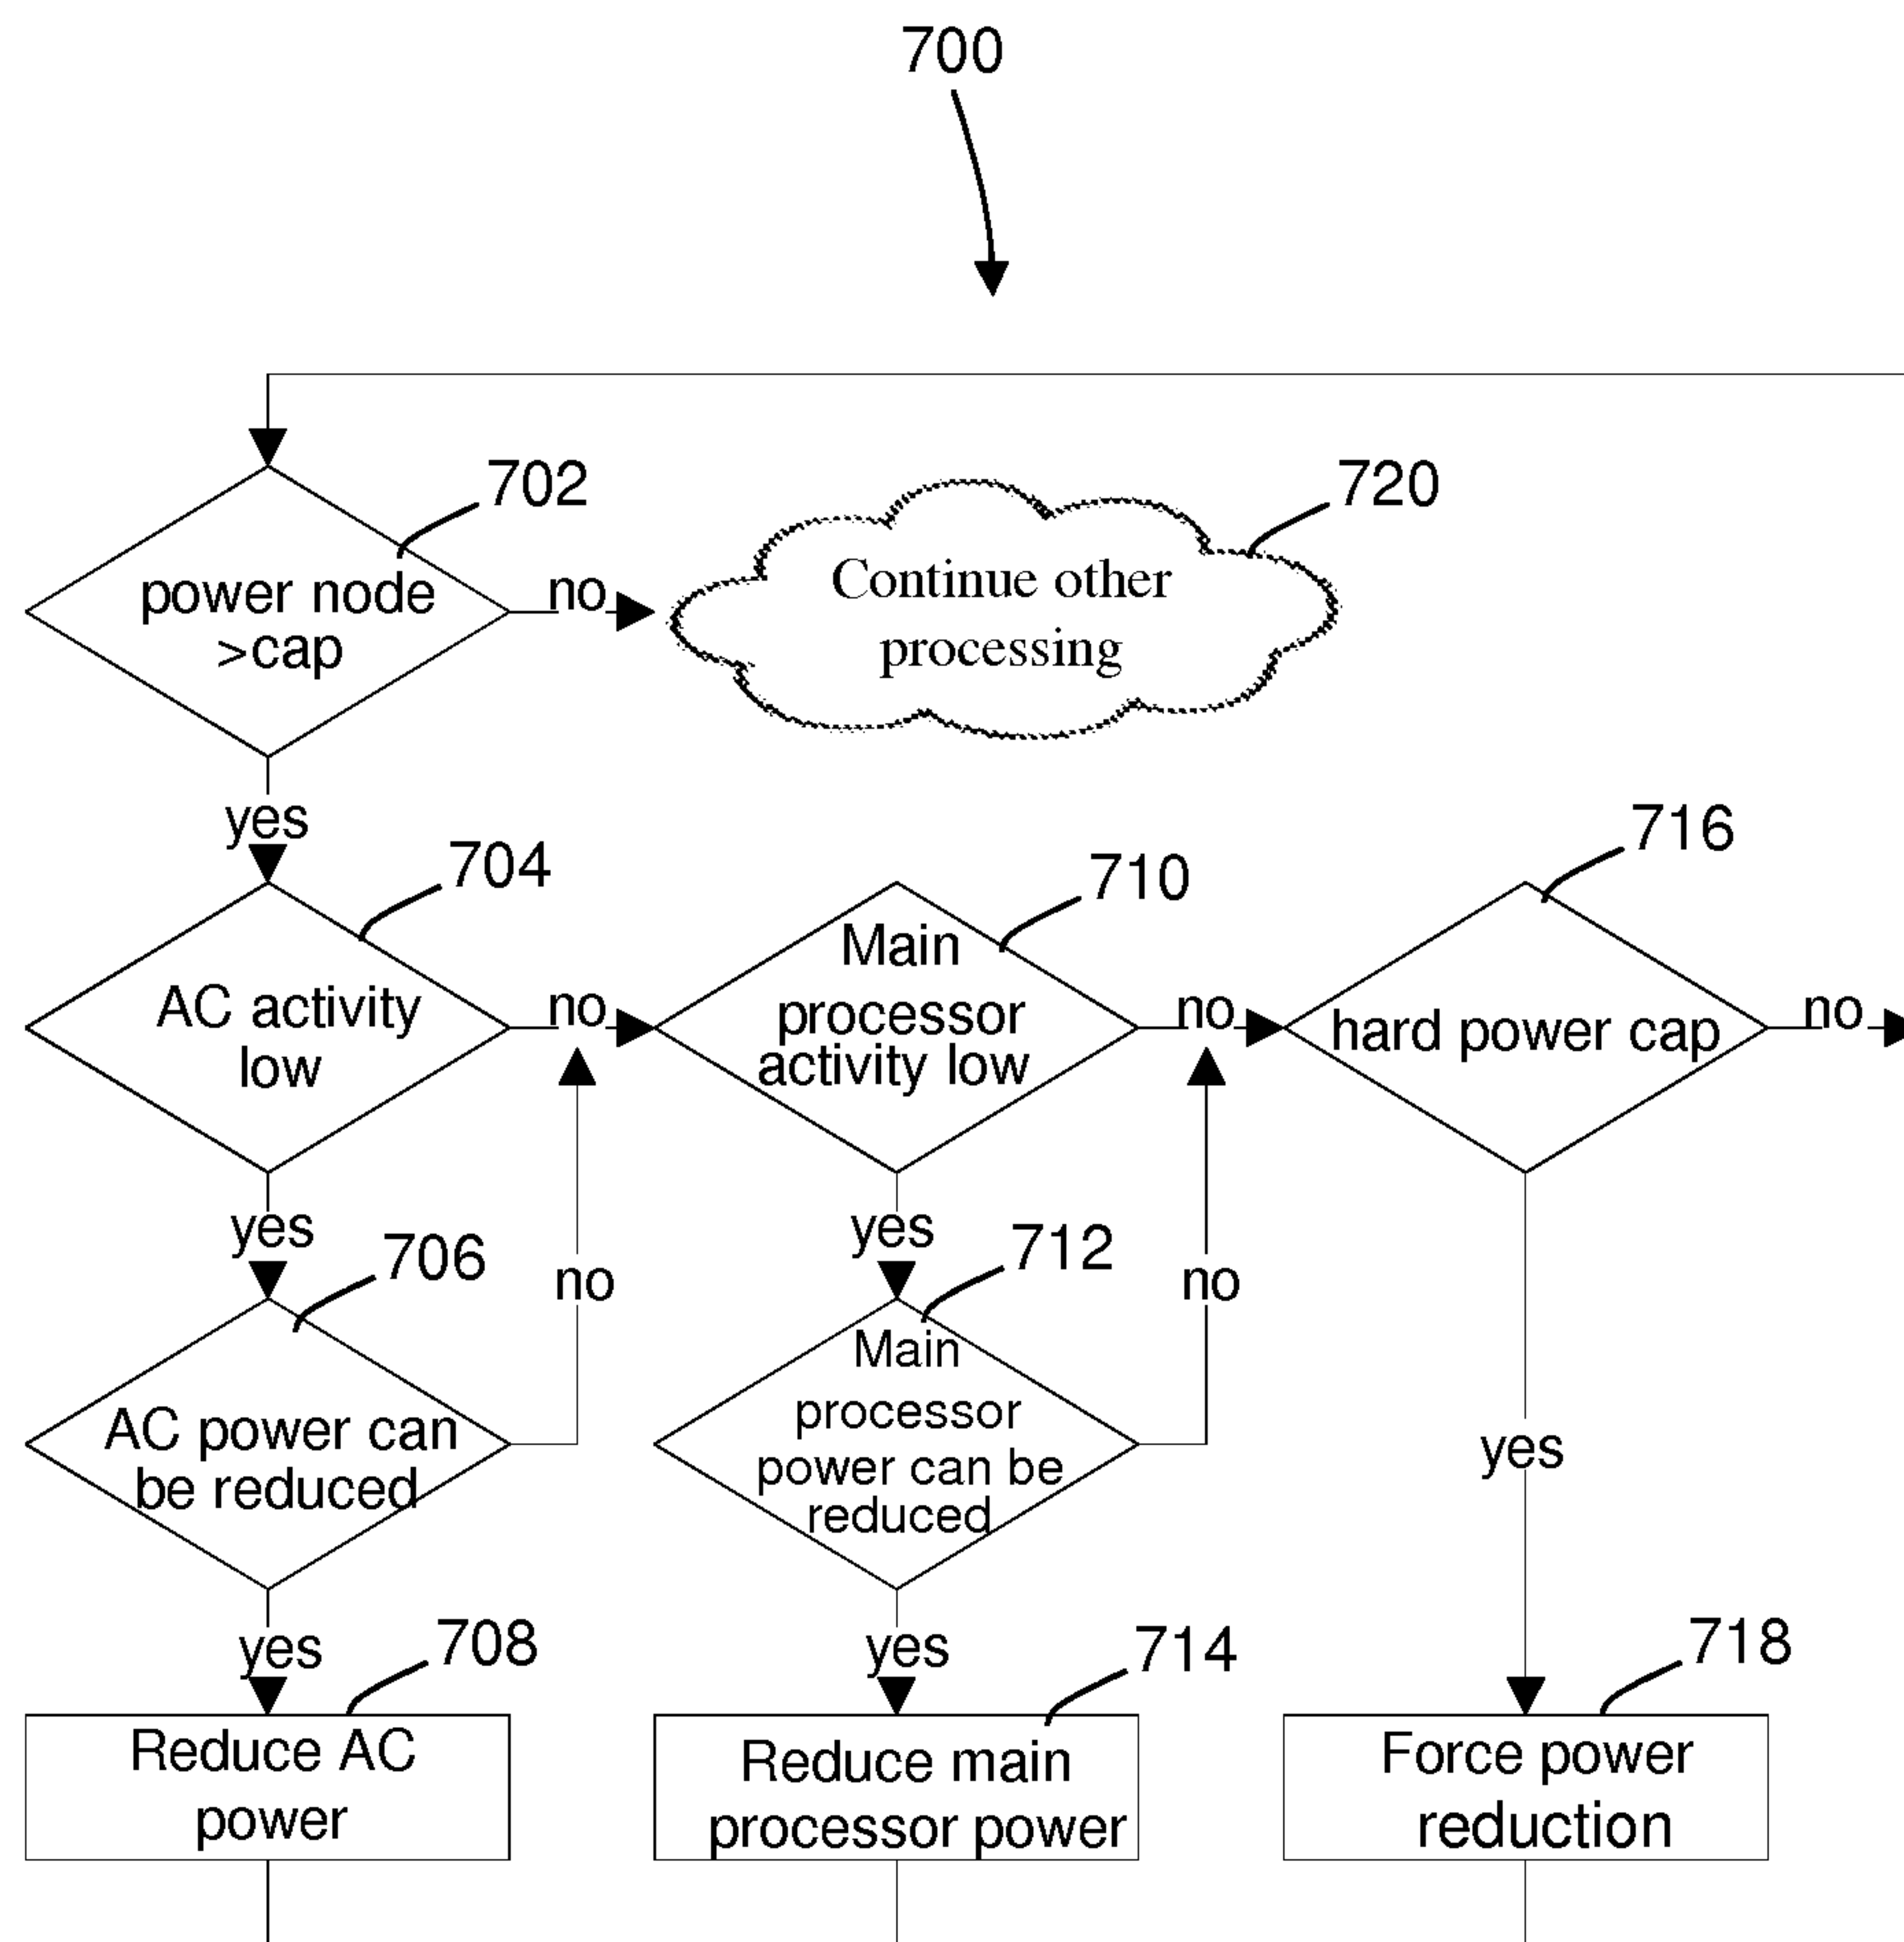 700
702
720
power node
>cap
no
Continue other
processing
yes
704
710
716
AC activity
low
no
Main
processor
activity low
no
hard power cap
no
yes
706
no
yes
712
no
AC power can
be reduced
Main
processor
power can be
reduced
yes
yes
708
yes
714
718
Reduce AC
power
Reduce main
processor power
Force power
reduction